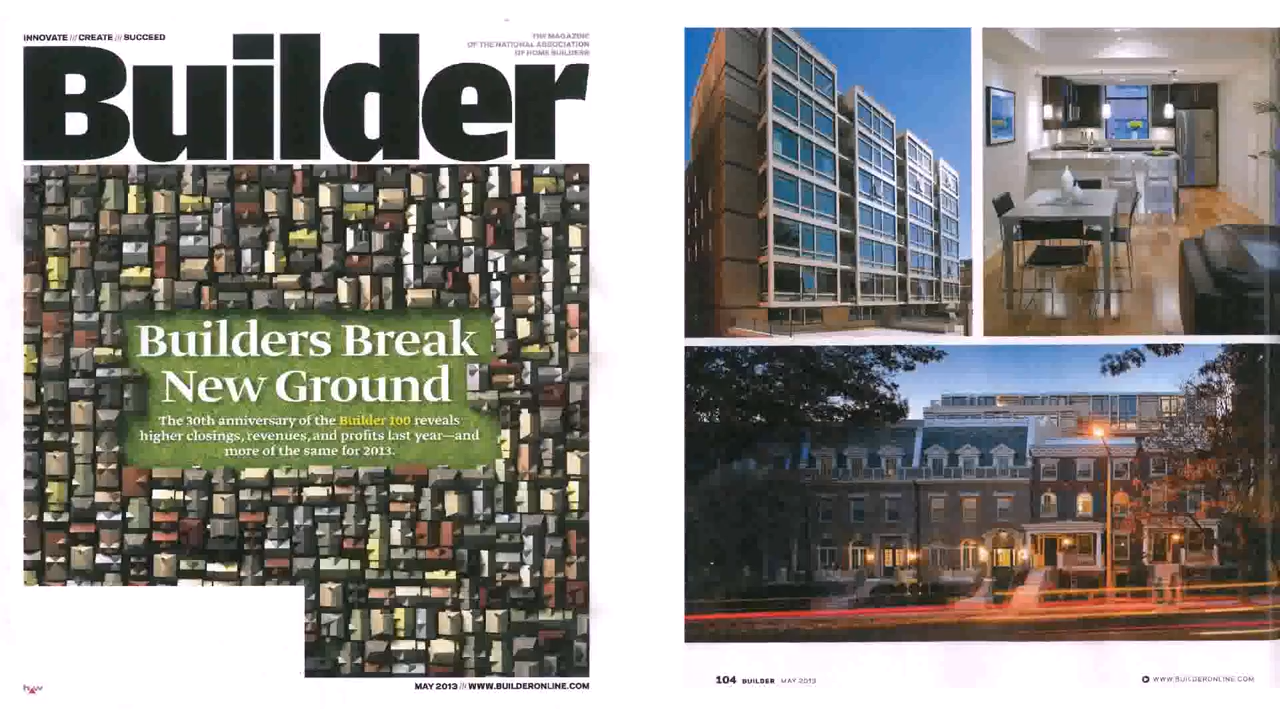 INNOVATE /// CREATE /// SUCCEED
THE MAGAZINE
OF THE NATIONAL ASSOCIATION
OF HOME BUILDERS
Builder
Builders Break
New Ground
The 30th anniversary of the Builder 100 reveals
higher closings, revenues, and profits last year—and
more of the same for 2013.
MAY 2013 /// WWW.BUILDERONLINE.COM
104 BUILDER MAY 2013
WWW.BUILDERONLINE.COM